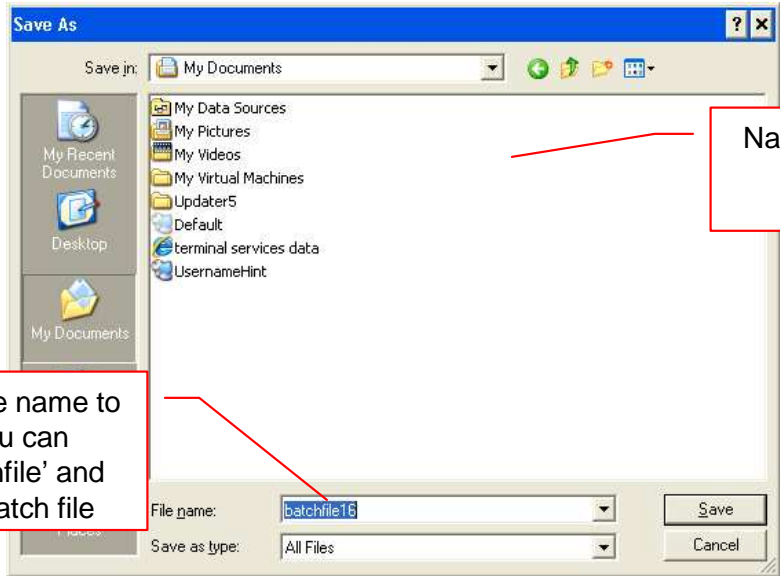 Save As
Save in:
My Documents
My Recent
Documents
Desktop
My Documents
My Data Sources
My Pictures
My Videos
My Virtual Machines
Updater5
Default
terminal services data
UsernameHint
Na
e name to
u can
file' and
atch file
File name:
batchfile16
Save
Save as type:
All Files
Cancel